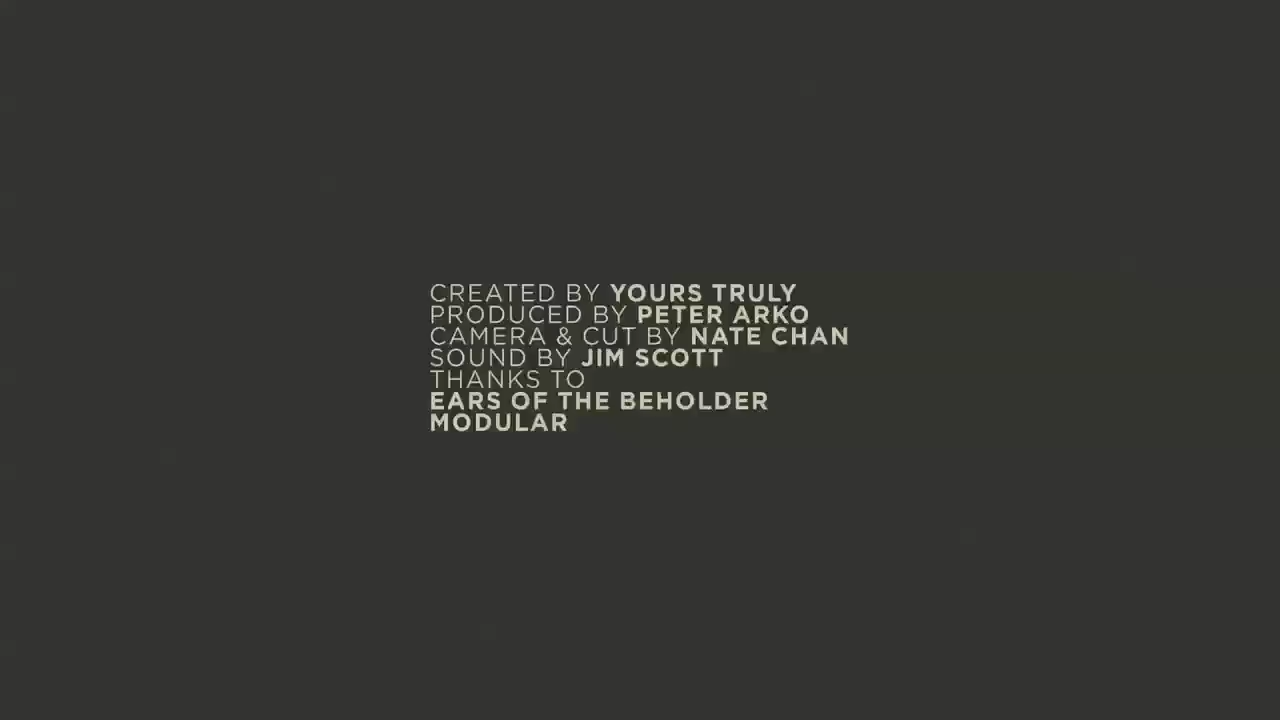 CREATED BY YOURS TRULY
PRODUCED BY PETER ARKO
CAMERA & CUT BY NATE CHAN
SOUND BY JIM SCOTT
THANKS TO
EARS OF THE BEHOLDER
MODULAR